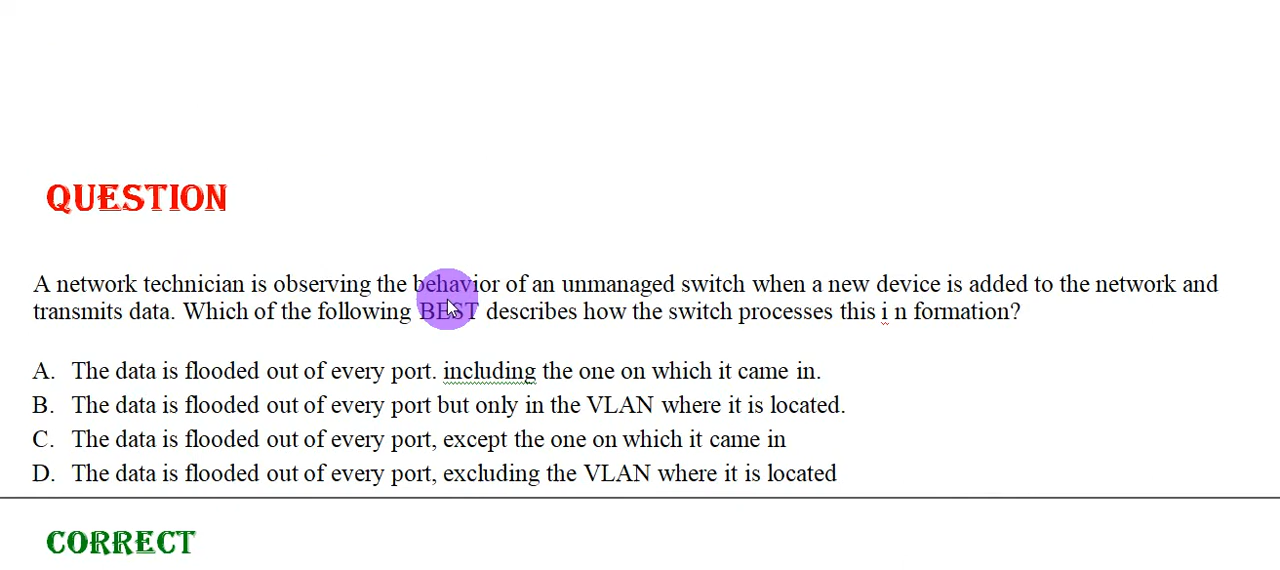 QUESTION
A network technician is observing the behavior of an unmanaged switch when a new device is added to the network and
transmits data. Which of the following BEST describes how the switch processes this i n formation?
A. The data is flooded out of every port. including the one on which it came in.
B. The data is flooded out of every port but only in the VLAN where it is located.
C. The data is flooded out of every port, except the one on which it came in
D. The data is flooded out of every port, excluding the VLAN where it is located
CORRECT